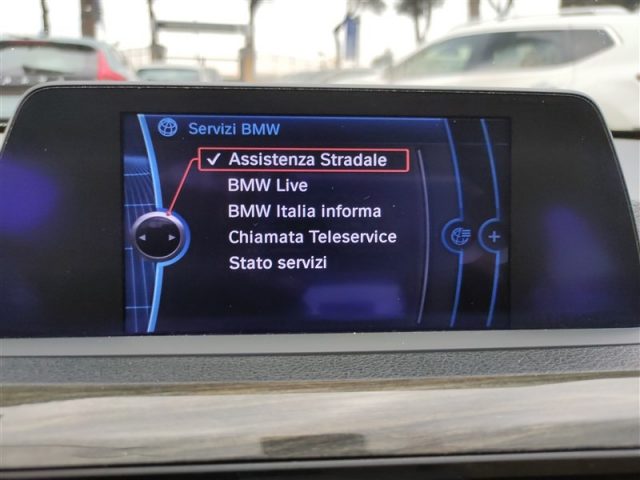 Servizi BMW
Assistenza Stradale
BMW Live
BMW Italia informa
Chiamata Teleservice
Stato servizi